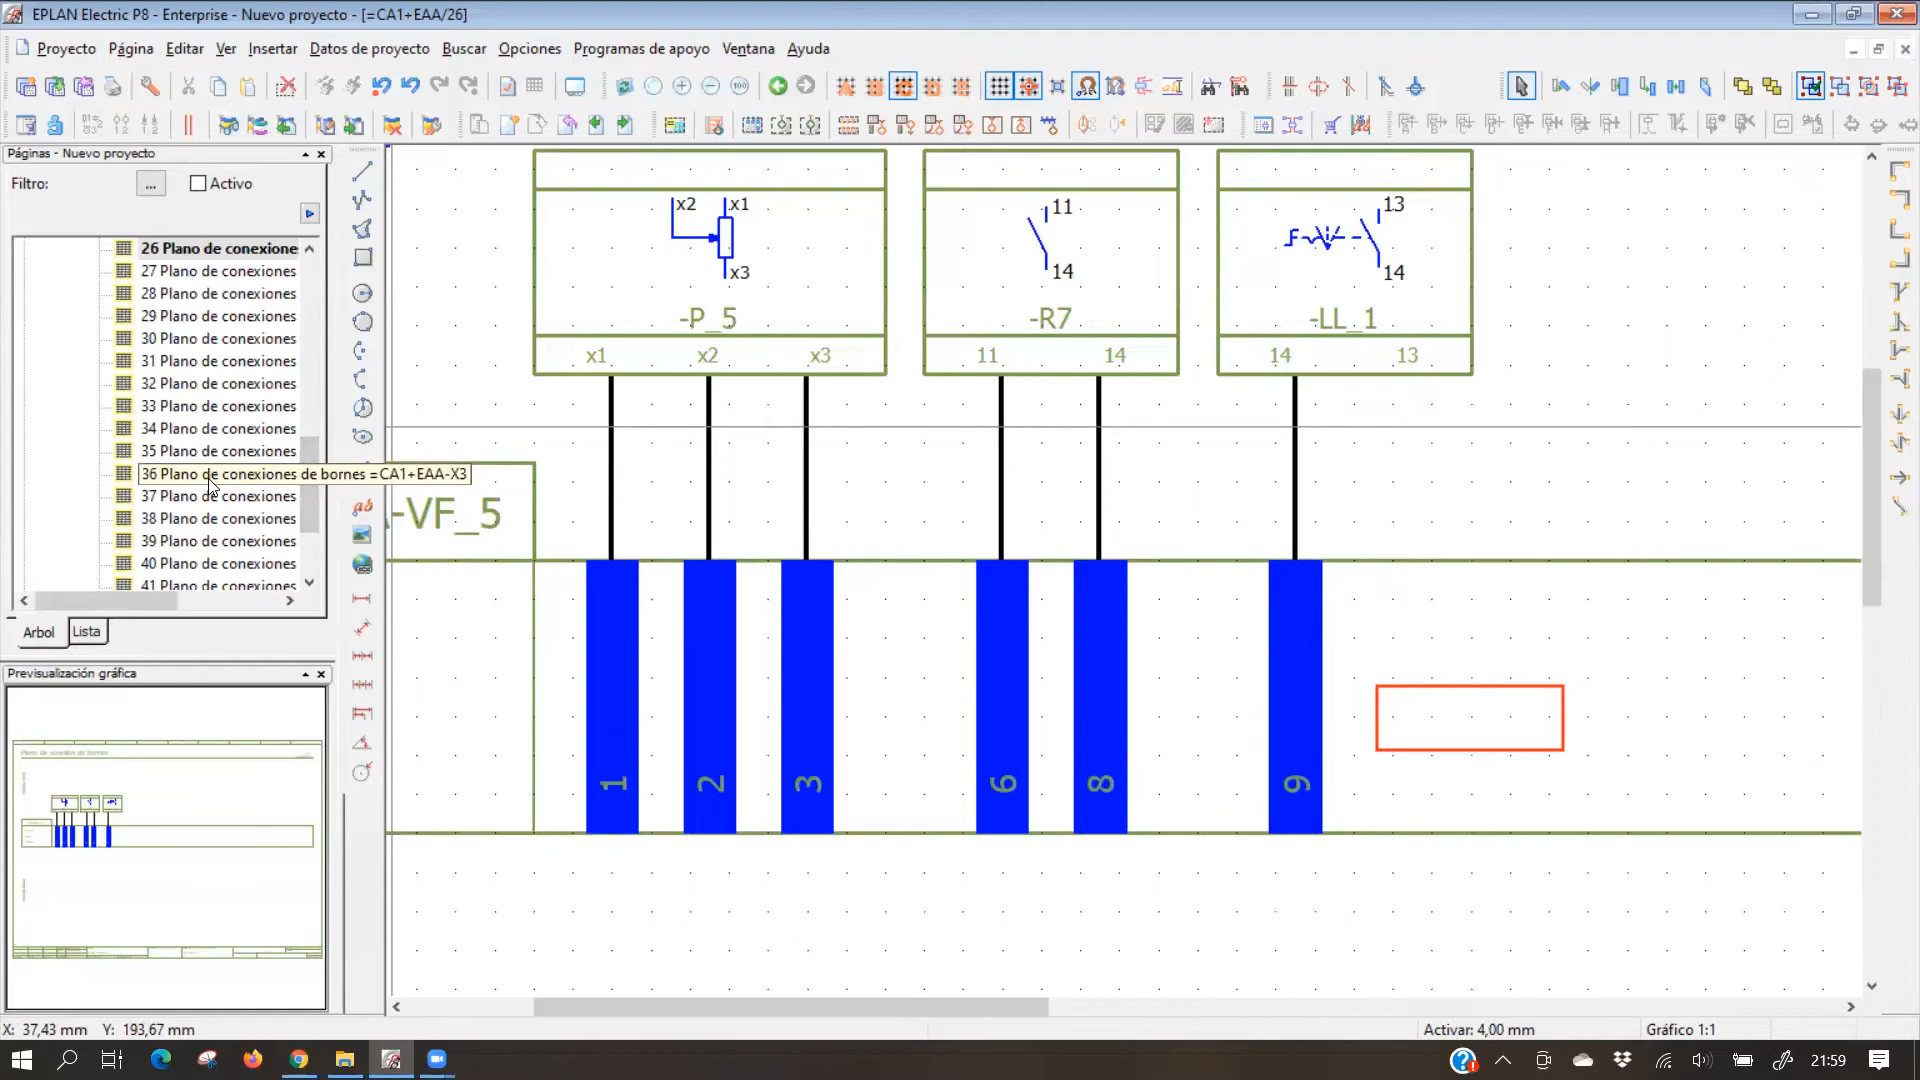 EPLAN Electric P8 - Enterprise - Nuevo proyecto - [=CA1+EAA/26]
Proyecto Página Editar Ver Insertar Datos de proyecto Buscar Opciones Programas de apoyo Ventana Ayuda
Páginas - Nuevo proyecto
Filtro: ... Activo
26 Plano de conexione
27 Plano de conexiones
28 Plano de conexiones
29 Plano de conexiones
30 Plano de conexiones
31 Plano de conexiones
32 Plano de conexiones
33 Plano de conexiones
34 Plano de conexiones
35 Plano de conexiones
36 Plano de conexiones de bornes =CA1+EAA-X3
37 Plano de conexiones
38 Plano de conexiones
39 Plano de conexiones
40 Plano de conexiones
41 Plano de conexiones
Arbol Lista
Previsualización gráfica
x2 x1
x3
-P_5
x1 x2 x3
11
14
-R7
11 14
13
14
-LL_1
14 13
-VF_5
1 2 3 6 8 9
X: 37,43 mm Y: 193,67 mm
Activar: 4,00 mm
Gráfico 1:1
21:59